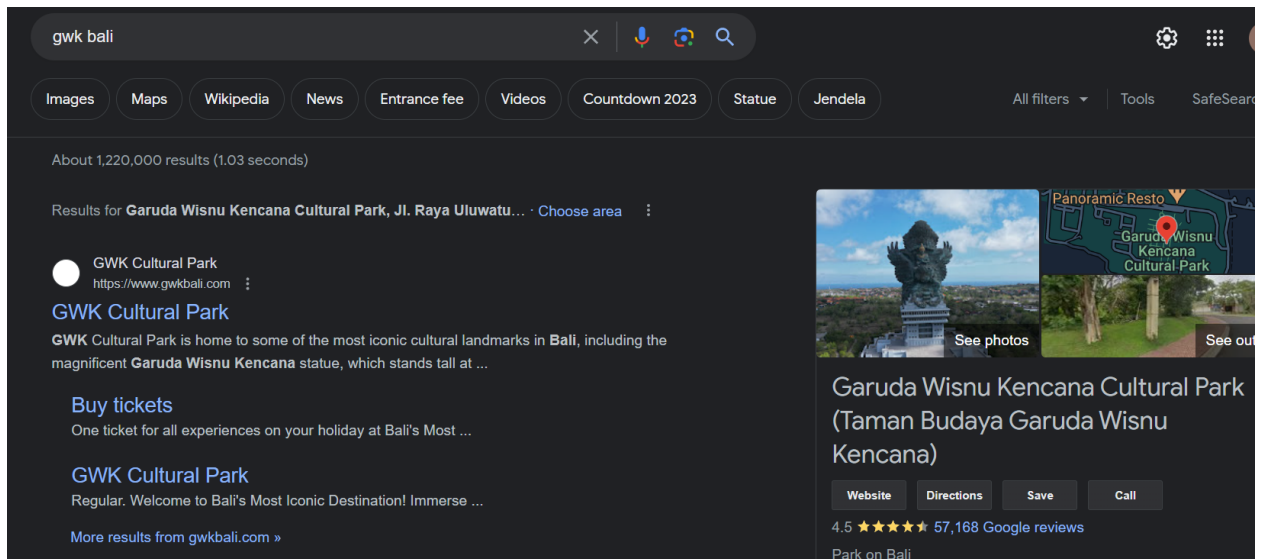 gwk bali
Images
Maps
Wikipedia
News
Entrance fee
Videos
Countdown 2023
Statue
Jendela
All filters
Tools
SafeSearc
About 1,220,000 results (1.03 seconds)
Results for Garuda Wisnu Kencana Cultural Park, Jl. Raya Uluwatu... · Choose area
GWK Cultural Park
https://www.gwkbali.com
GWK Cultural Park
GWK Cultural Park is home to some of the most iconic cultural landmarks in Bali, including the
magnificent Garuda Wisnu Kencana statue, which stands tall at ...
Buy tickets
One ticket for all experiences on your holiday at Bali's Most ...
GWK Cultural Park
Regular. Welcome to Bali's Most Iconic Destination! Immerse ...
More results from gwkbali.com »
See photos
Panoramic Resto
Garuda Wisnu
Kencana
Cultural Park
See out
Garuda Wisnu Kencana Cultural Park
(Taman Budaya Garuda Wisnu
Kencana)
Website
Directions
Save
Call
4.5
57,168 Google reviews
Park on Bali